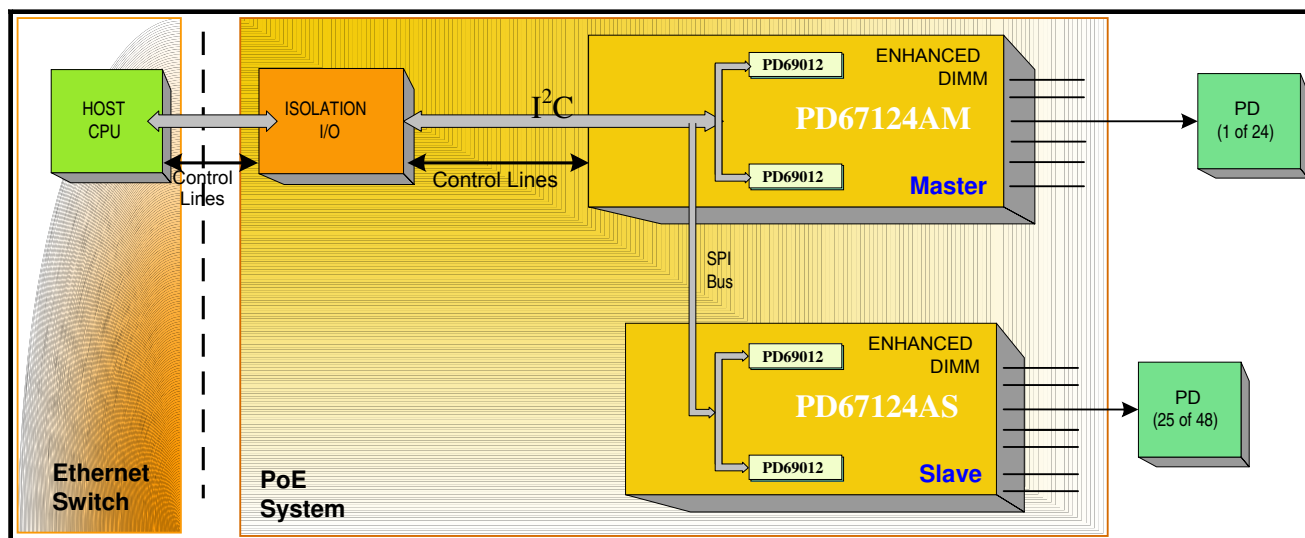 HOST
CPU
Control
Lines
Ethernet
Switch
ISOLATION
I/O
I²C
Control Lines
PoE
System
PD69012
ENHANCED
DIMM
PD67124AM
PD69012
Master
SPI
Bus
PD69012
ENHANCED
DIMM
PD67124AS
PD69012
Slave
PD
(1 of 24)
PD
(25 of 48)